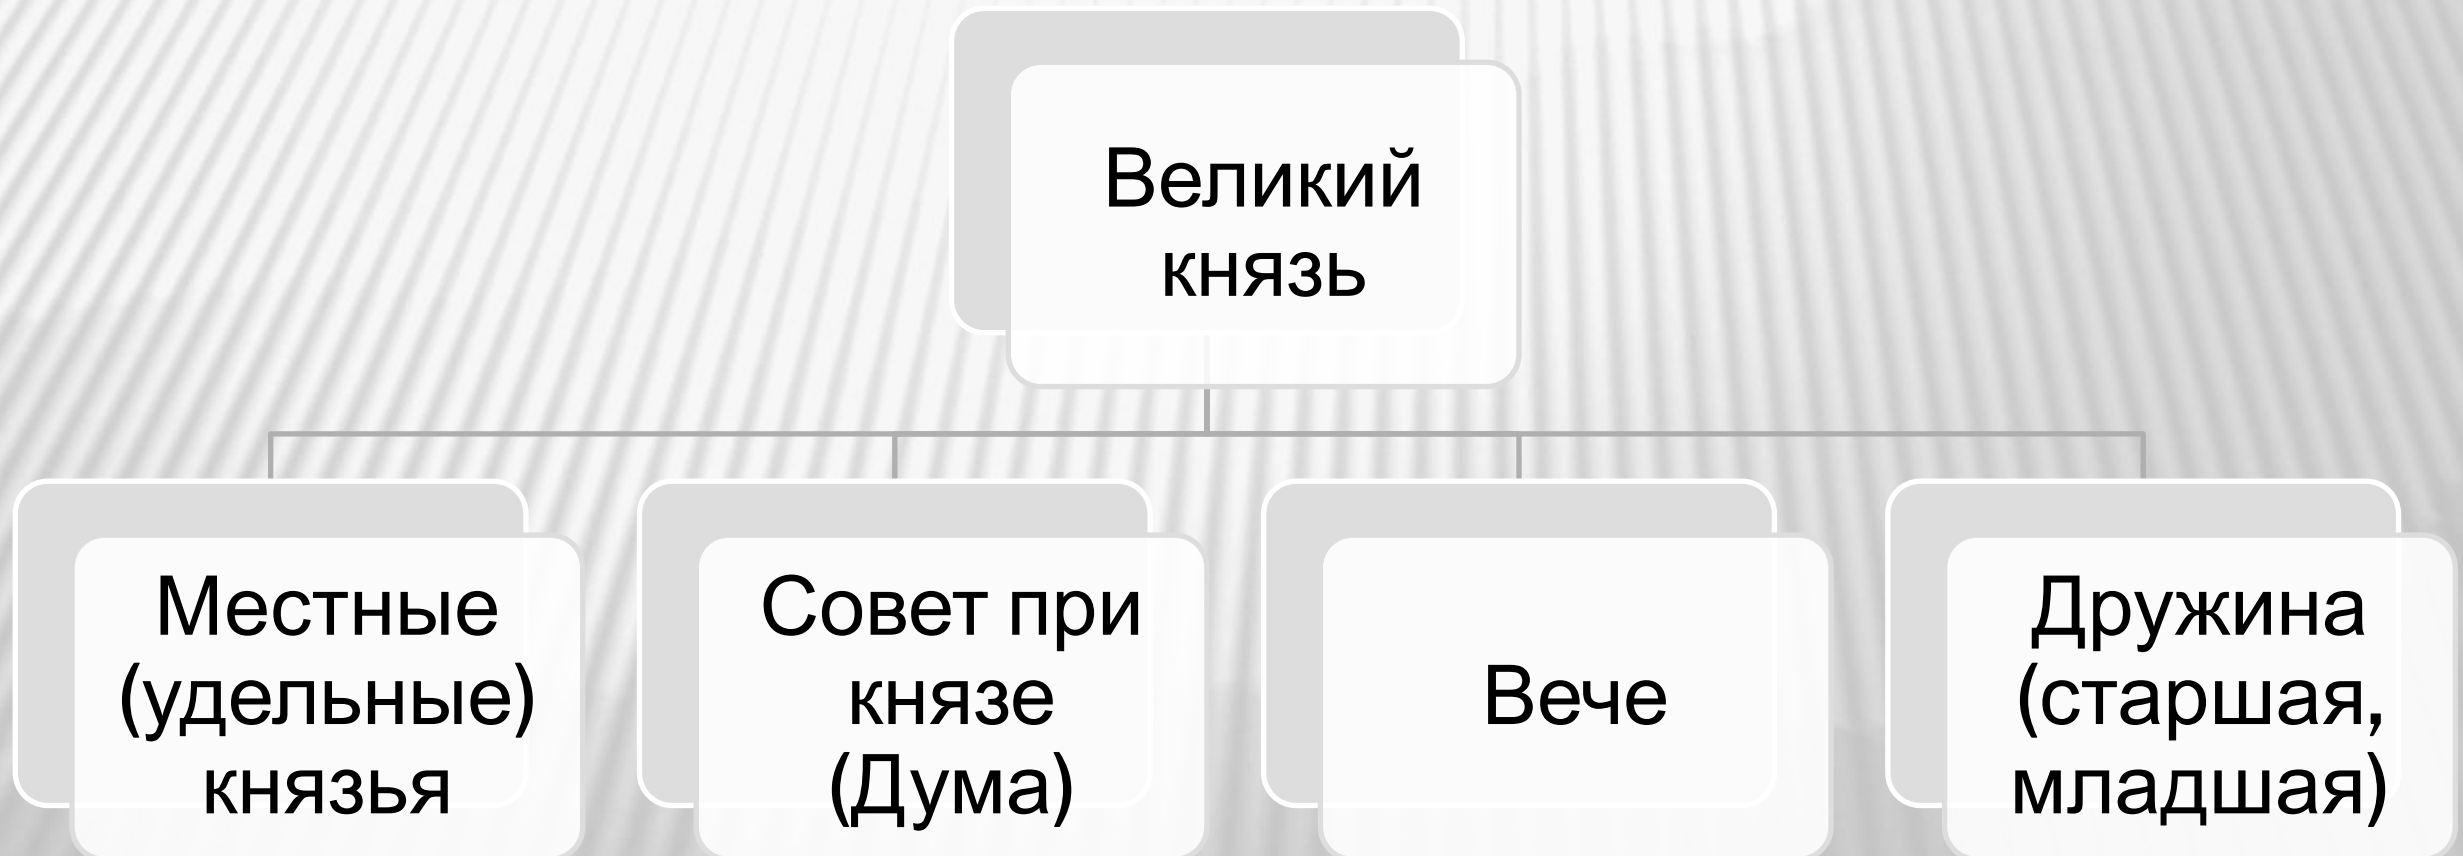 Великий
князь
Местные
(удельные)
князья
Совет при
князе
(Дума)
Вече
Дружина
(старшая,
младшая)